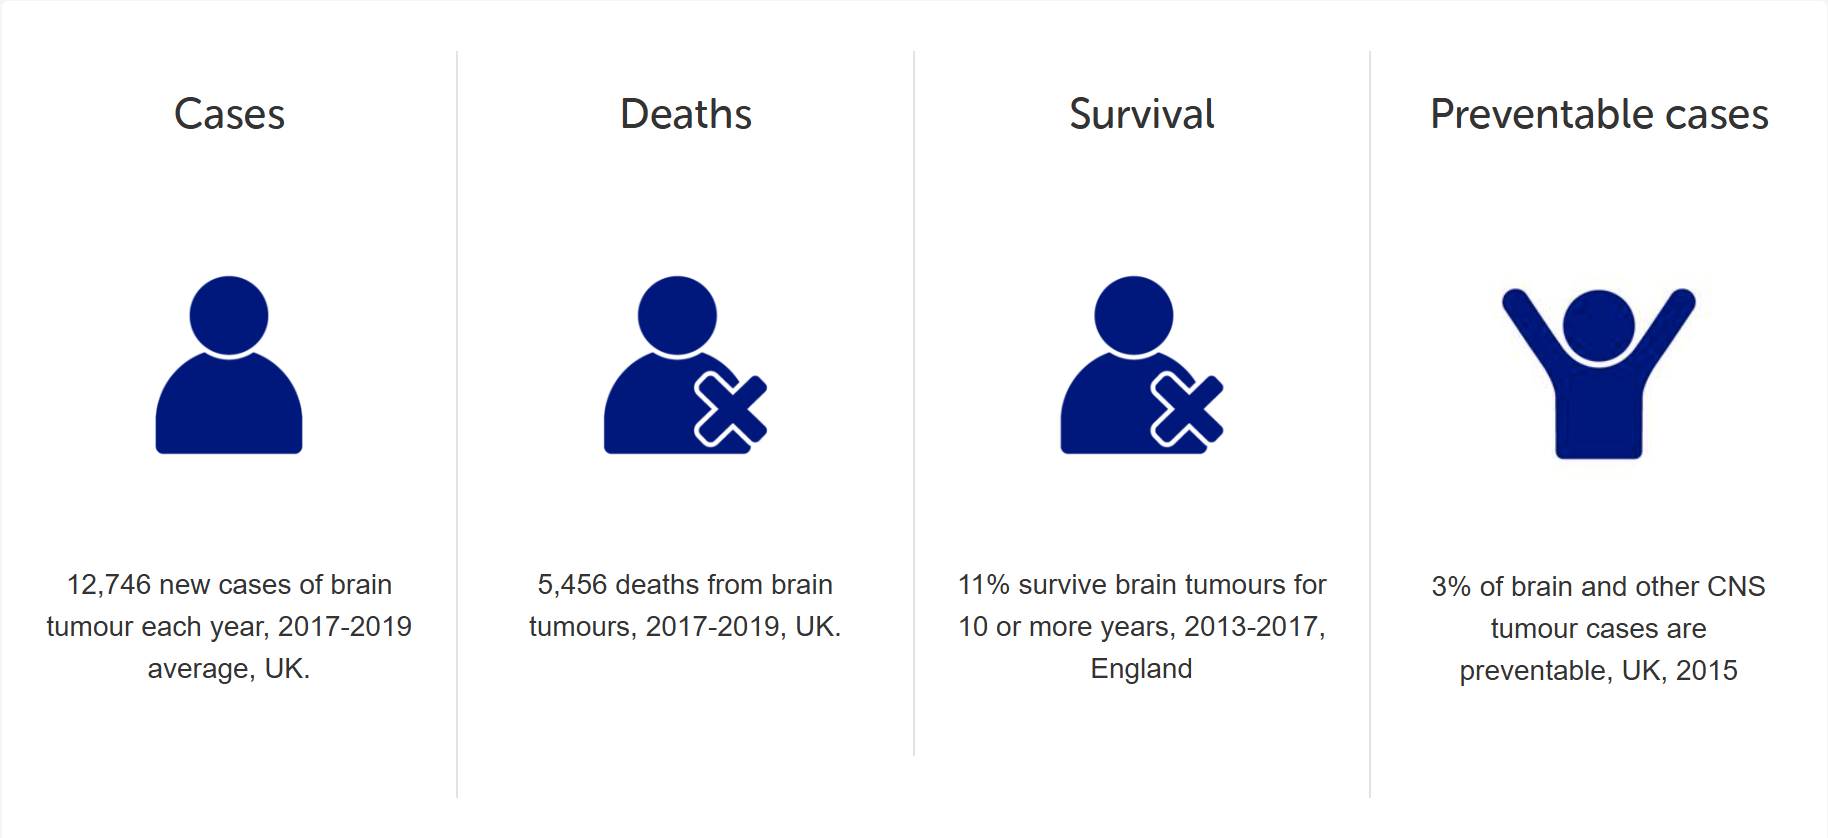 Cases
12,746 new cases of brain
tumour each year, 2017-2019
average, UK.
Deaths
5,456 deaths from brain
tumours, 2017-2019, UK.
Survival
11% survive brain tumours for
10 or more years, 2013-2017,
England
Preventable cases
3% of brain and other CNS
tumour cases are
preventable, UK, 2015